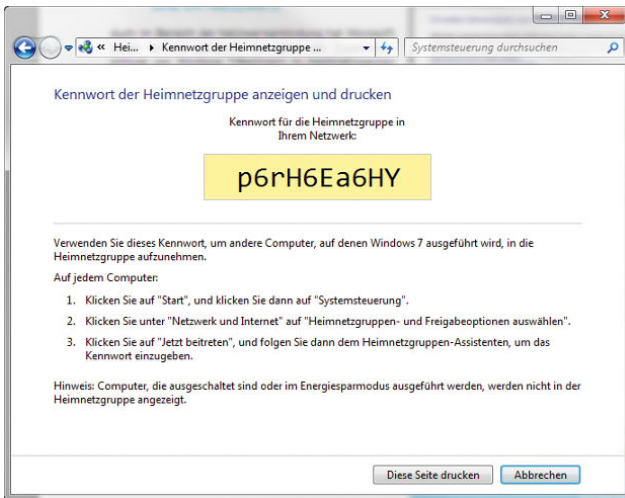 « Hei... ▸ Kennwort der Heimnetzgruppe ...
Systemsteuerung durchsuchen
Kennwort der Heimnetzgruppe anzeigen und drucken
Kennwort für die Heimnetzgruppe in
Ihrem Netzwerk:
p6rH6Ea6HY
Verwenden Sie dieses Kennwort, um andere Computer, auf denen Windows 7 ausgeführt wird, in die
Heimnetzgruppe aufzunehmen.
Auf jedem Computer:
1. Klicken Sie auf "Start", und klicken Sie dann auf "Systemsteuerung".
2. Klicken Sie unter "Netzwerk und Internet" auf "Heimnetzgruppen- und Freigabeoptionen auswählen".
3. Klicken Sie auf "Jetzt beitreten", und folgen Sie dann dem Heimnetzgruppen-Assistenten, um das
Kennwort einzugeben.
Hinweis: Computer, die ausgeschaltet sind oder im Energiesparmodus ausgeführt werden, werden nicht in der
Heimnetzgruppe angezeigt.
Diese Seite drucken
Abbrechen